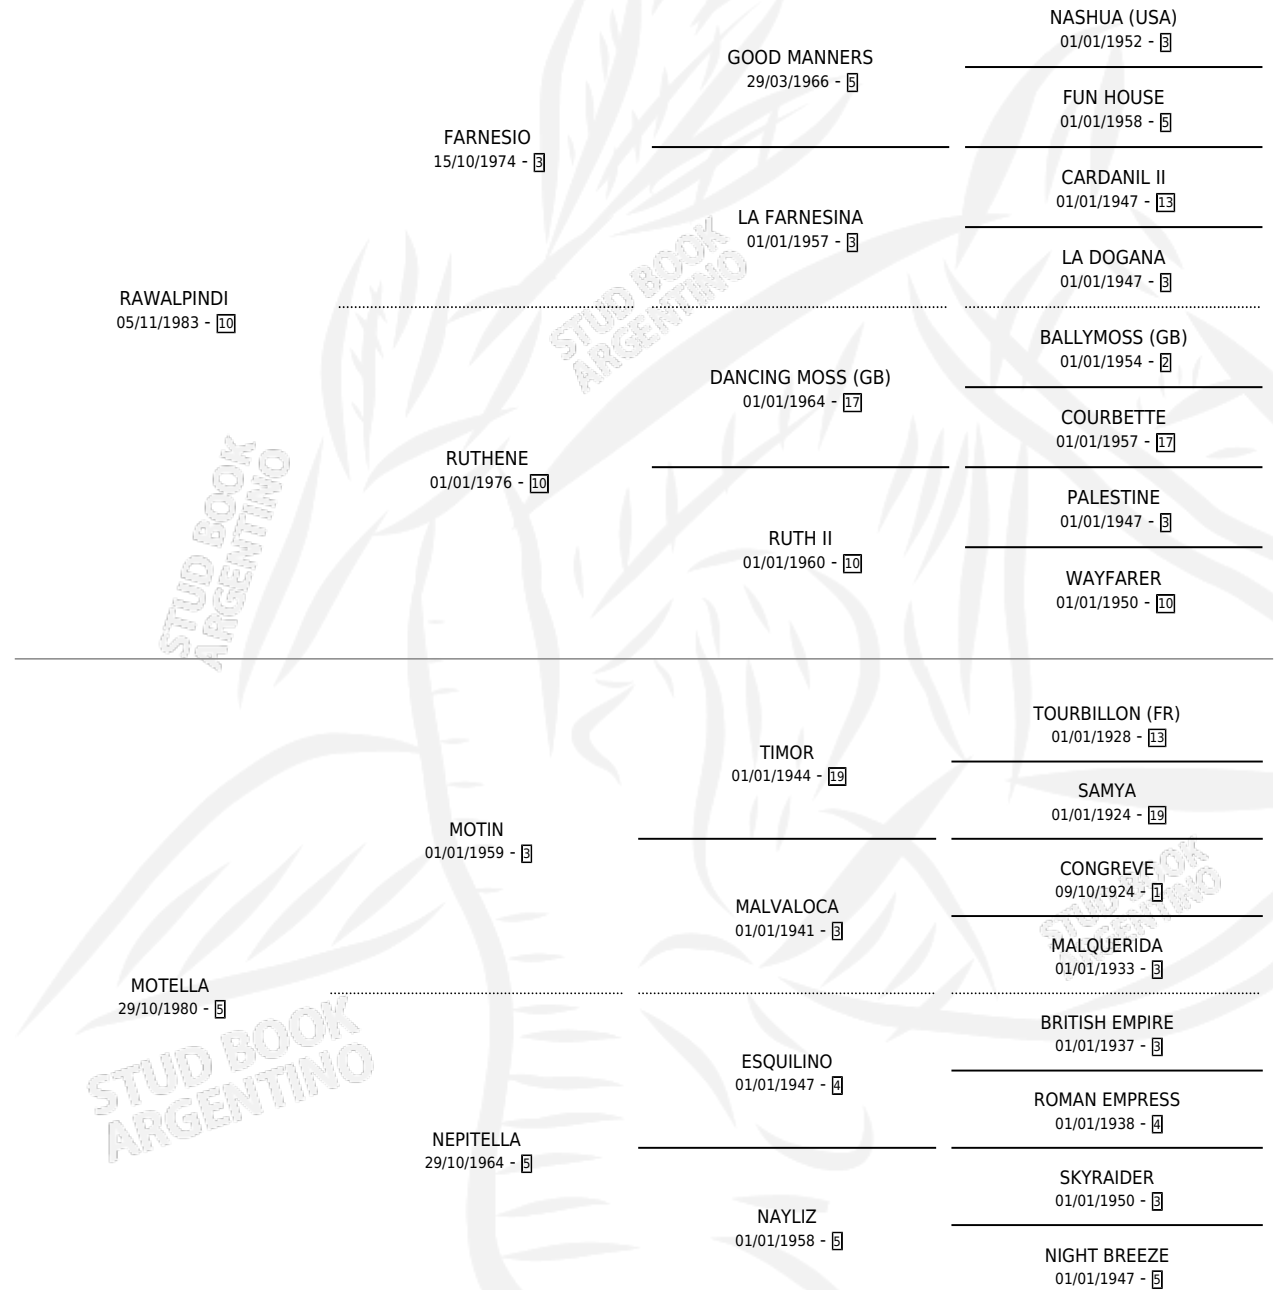 NASHUA (USA)
01/01/1952 - 3
GOOD MANNERS
29/03/1966 - 5
FUN HOUSE
01/01/1958 - 5
FARNESIO
15/10/1974 - 3
CARDANIL II
01/01/1947 - 13
LA FARNESINA
01/01/1957 - 3
LA DOGANA
01/01/1947 - 3
RAWALPINDI
05/11/1983 - 10
BALLYMOSS (GB)
01/01/1954 - 2
DANCING MOSS (GB)
01/01/1964 - 17
COURBETTE
01/01/1957 - 17
RUTHENE
01/01/1976 - 10
PALESTINE
01/01/1947 - 3
RUTH II
01/01/1960 - 10
WAYFARER
01/01/1950 - 10
TOURBILLON (FR)
01/01/1928 - 13
TIMOR
01/01/1944 - 19
SAMYA
01/01/1924 - 19
MOTIN
01/01/1959 - 3
CONGREVE
09/10/1924 - 1
MALVALOCA
01/01/1941 - 3
MALQUERIDA
01/01/1933 - 3
MOTELLA
29/10/1980 - 5
BRITISH EMPIRE
01/01/1937 - 3
ESQUILINO
01/01/1947 - 4
ROMAN EMPRESS
01/01/1938 - 4
NEPITELLA
29/10/1964 - 5
SKYRAIDER
01/01/1950 - 3
NAYLIZ
01/01/1958 - 5
NIGHT BREEZE
01/01/1947 - 5
STUD BOOK
ARGENTINO
STUD BOOK
ARGENTINO
STUD BOOK
ARGENTINO
STUD BOOK
ARGENTINO